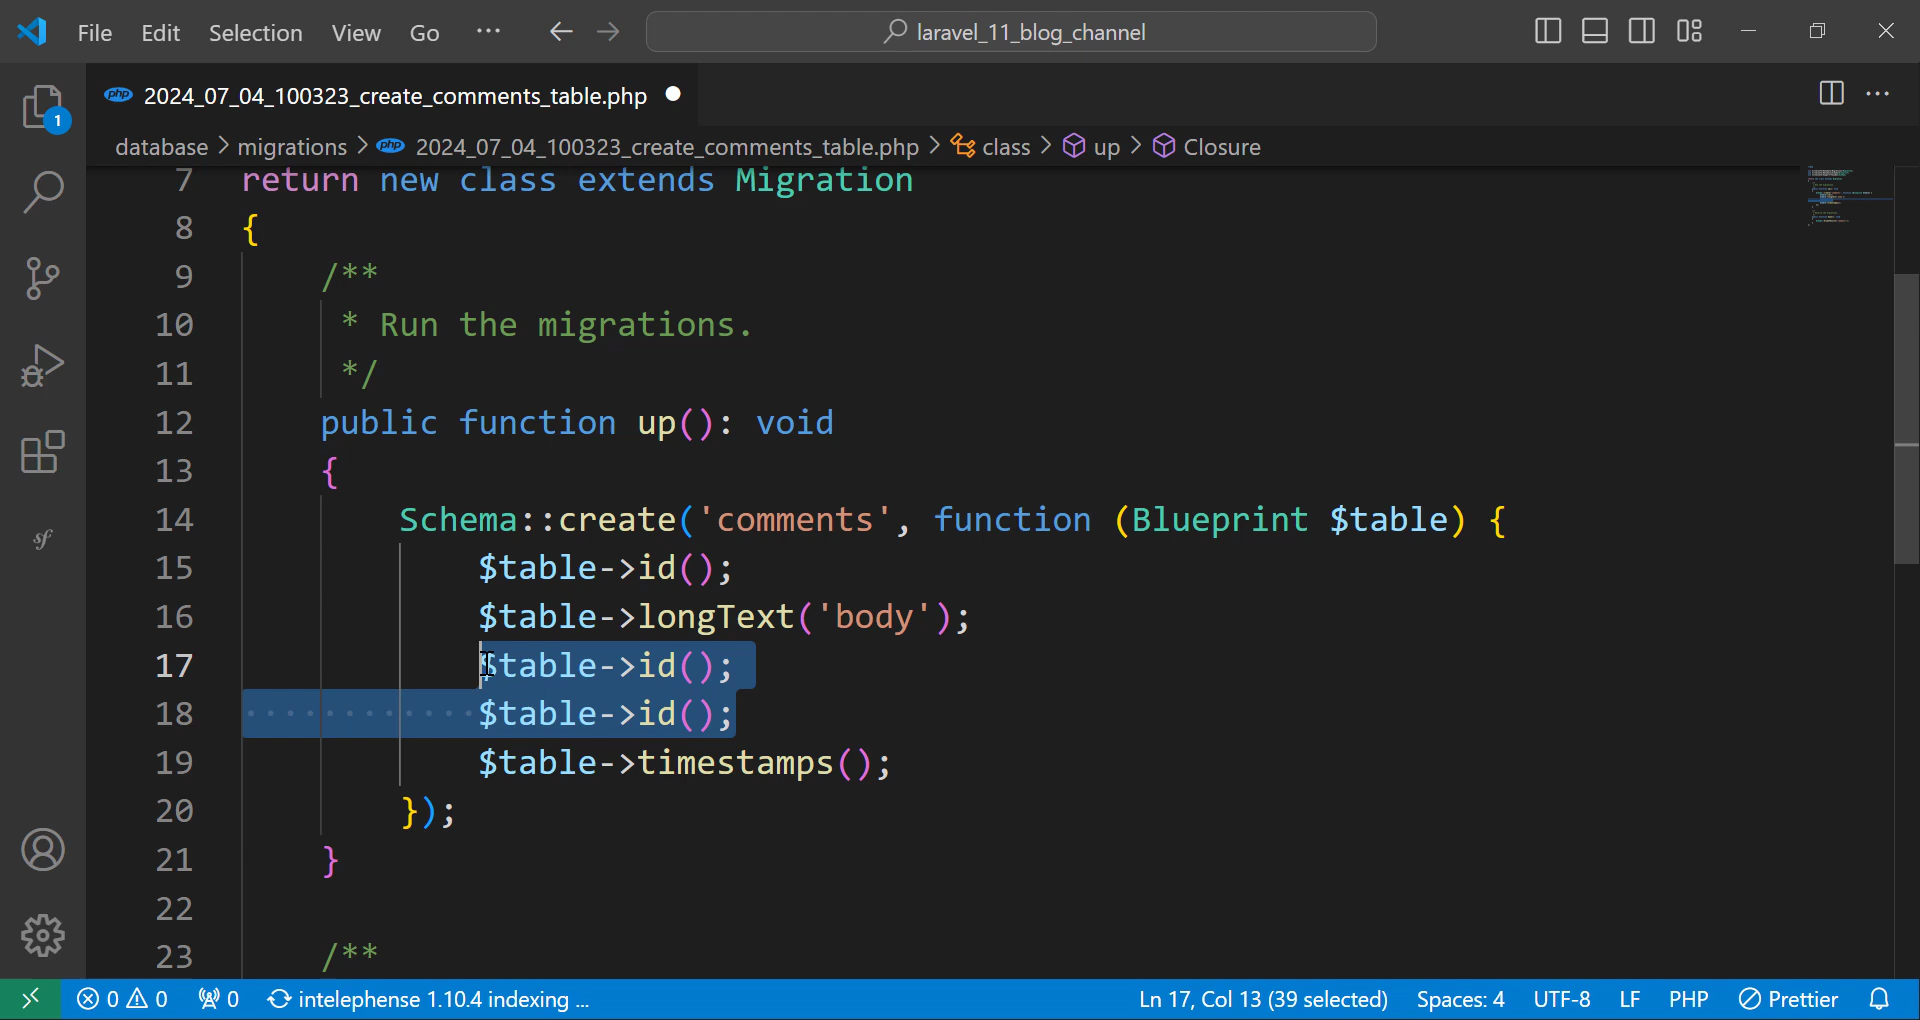 File Edit Selection View Go ··· laravel_11_blog_channel
php 2024_07_04_100323_create_comments_table.php
1
database > migrations > php 2024_07_04_100323_create_comments_table.php > class > up > Closure
7 return new class extends Migration
8 {
9 /**
10 * Run the migrations.
11 */
12 public function up(): void
13 {
14 Schema::create('comments', function (Blueprint $table) {
15 $table->id();
16 $table->longText('body');
17 $table->id();
18 $table->id();
19 $table->timestamps();
20 });
21 }
22
23 /**
sf
0 0 0 intelephense 1.10.4 indexing ... Ln 17, Col 13 (39 selected) Spaces: 4 UTF-8 LF PHP Prettier